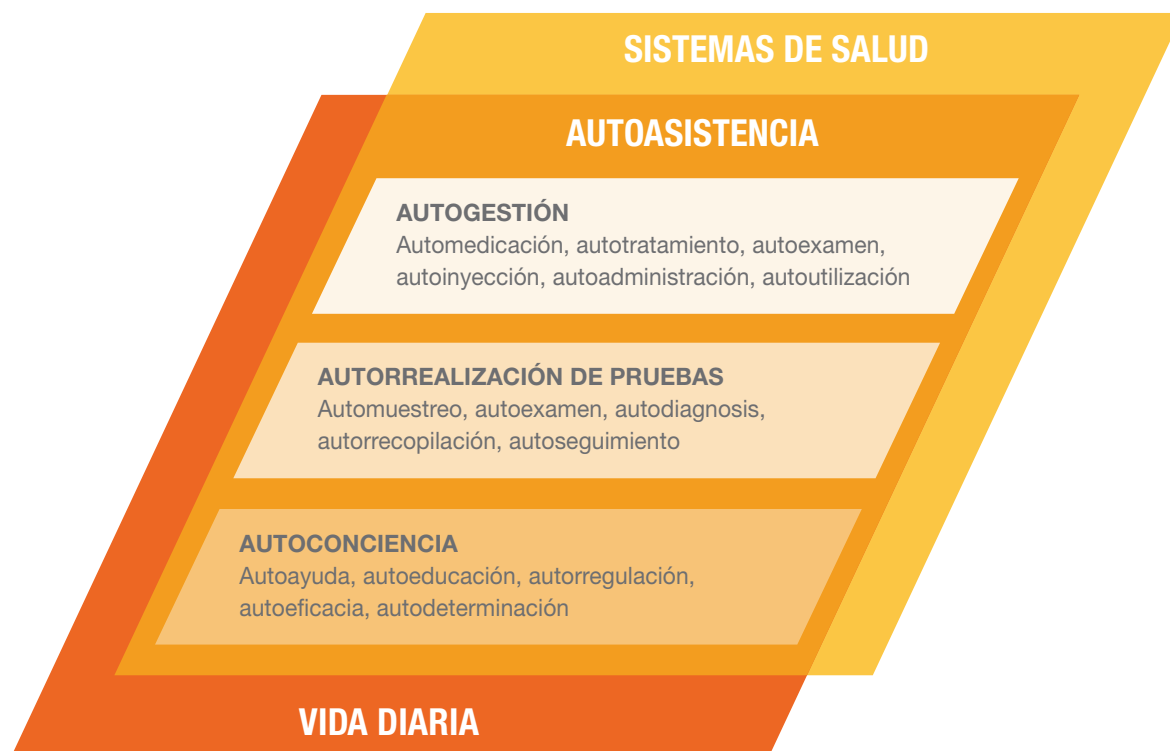 SISTEMAS DE SALUD
AUTOASISTENCIA
AUTOGESTIÓN
Automedicación, autotratamiento, autoexamen,
autoinyección, autoadministración, autoutilización
AUTORREALIZACIÓN DE PRUEBAS
Automuestreo, autoexamen, autodiagnosis,
autorrecopilación, autoseguimiento
AUTOCONCIENCIA
Autoayuda, autoeducación, autorregulación,
autoeficacia, autodeterminación
VIDA DIARIA